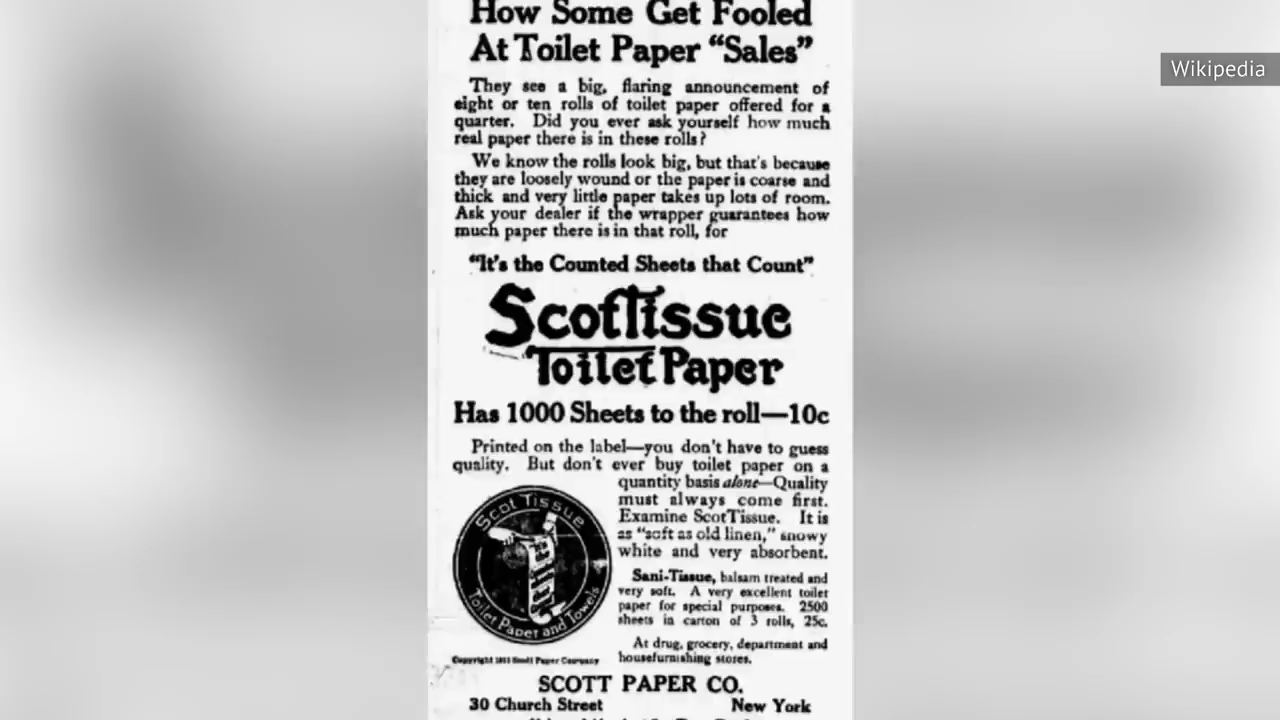 How Some Get Fooled
At Toilet Paper “Sales”
Wikipedia
They see a big, flaring announcement of
eight or ten rolls of toilet paper offered for a
quarter. Did you ever ask yourself how much
real paper there is in these rolls?
We know the rolls look big, but that's because
they are loosely wound or the paper is coarse and
thick and very little paper takes up lots of room.
Ask your dealer if the wrapper guarantees how
much paper there is in that roll, for
“It's the Counted Sheets that Count”
ScotTissue
Toilet Paper
Has 1000 Sheets to the roll—10c
Printed on the label—you don't have to guess
quality. But don't ever buy toilet paper on a
quantity basis alone—Quality
must always come first.
Examine ScotTissue. It is
as “soft as old linen,” snowy
white and very absorbent.
Scot Tissue
Toilet Paper and Towels
Sani-Tissue, balsam treated and
very soft. A very excellent toilet
paper for special purposes. 2500
sheets in carton of 3 rolls, 25c.
At drug, grocery, department and
housefurnishing stores.
Copyright Scott Paper Company
SCOTT PAPER CO.
30 Church Street New York